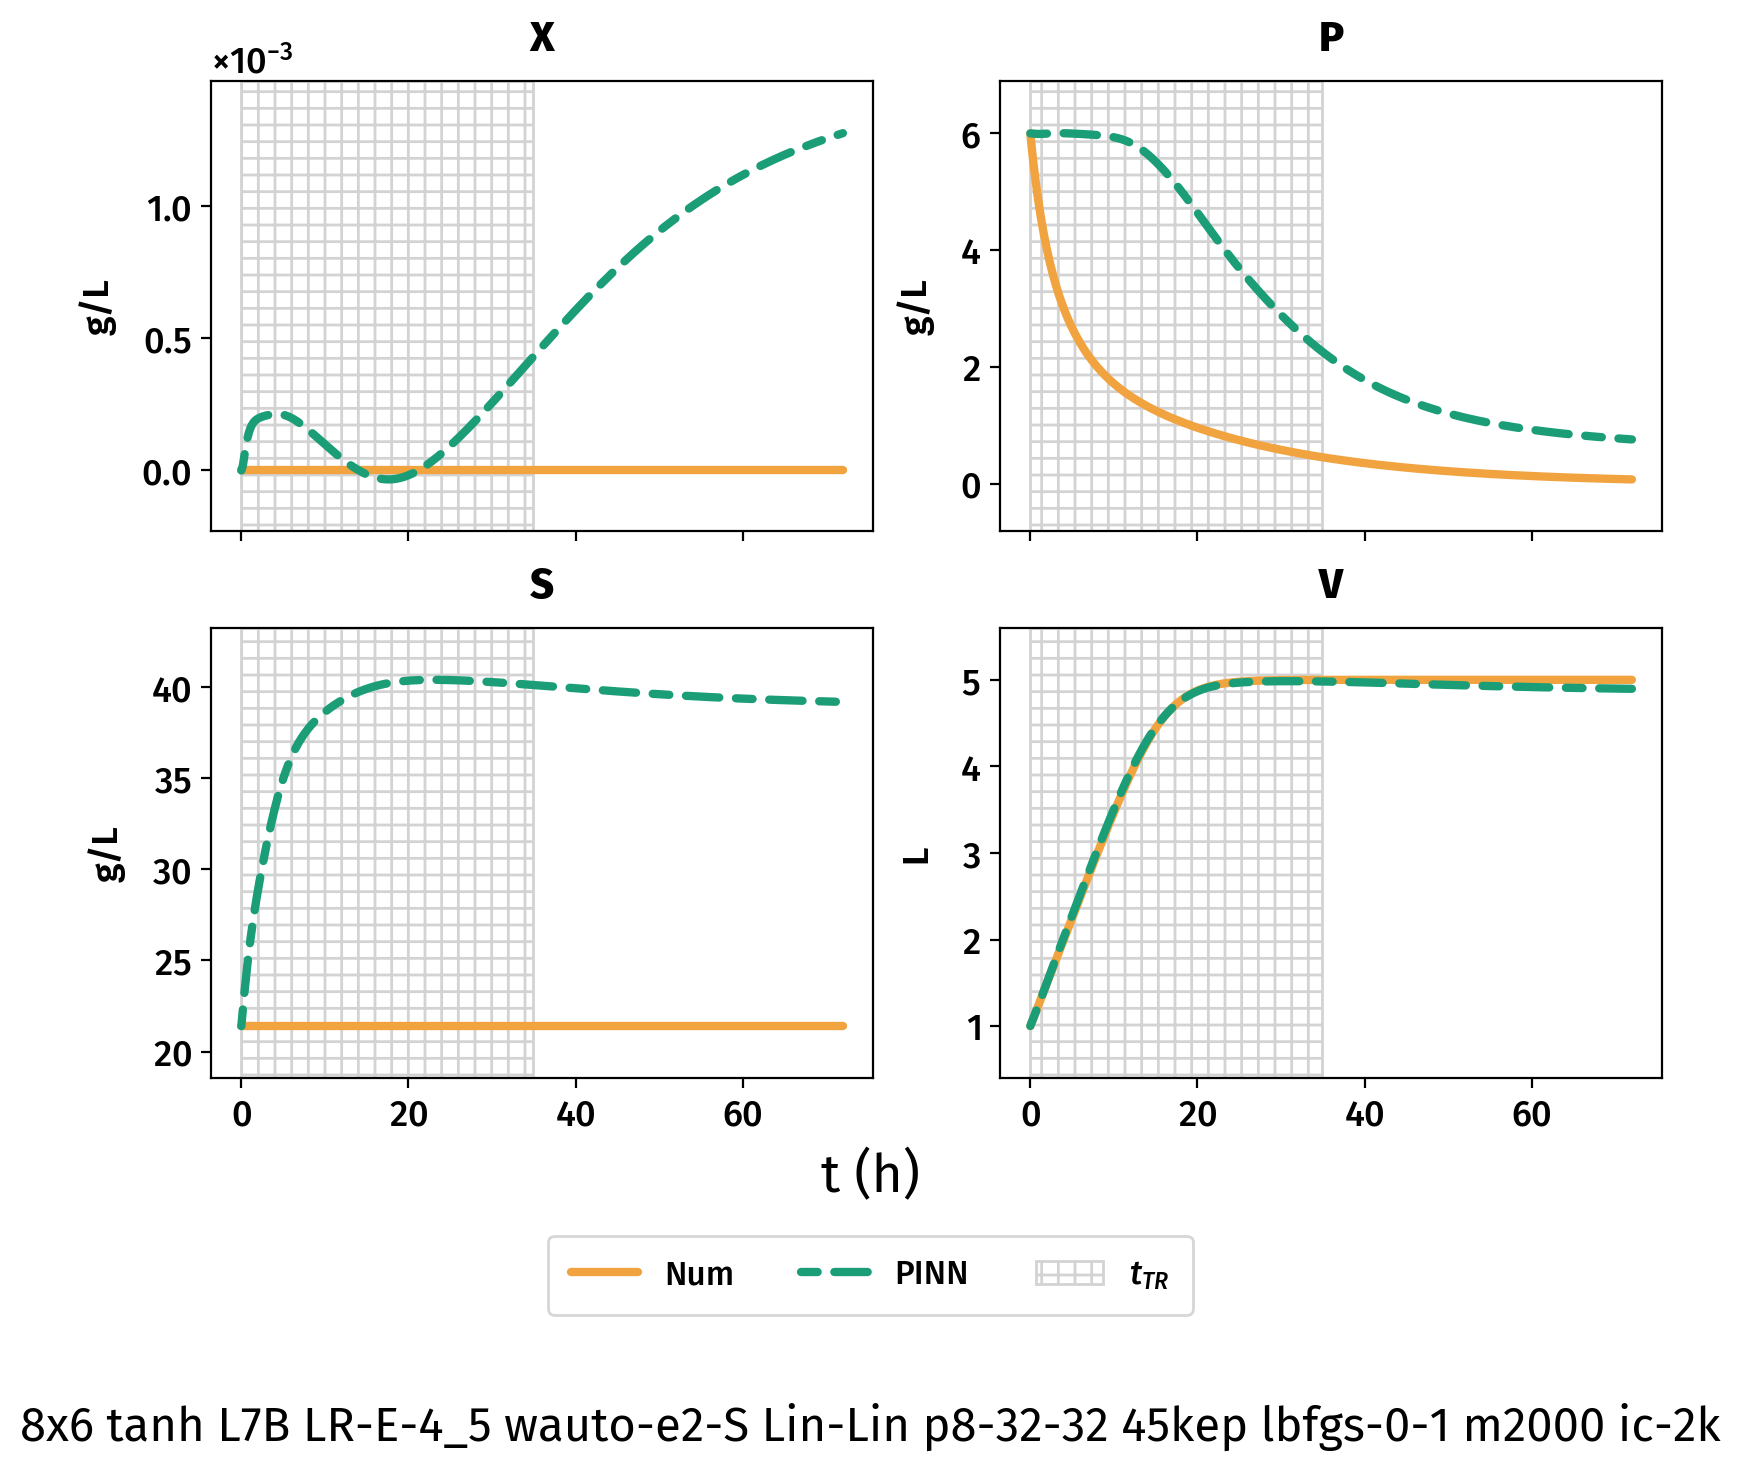 X
×10⁻³
g/L
1.0
0.5
0.0
P
g/L
6
4
2
0
S
g/L
40
35
30
25
20
0 20 40 60
V
L
5
4
3
2
1
0 20 40 60
t (h)
Num PINN t_TR
8x6 tanh L7B LR-E-4_5 wauto-e2-S Lin-Lin p8-32-32 45kep lbfgs-0-1 m2000 ic-2k